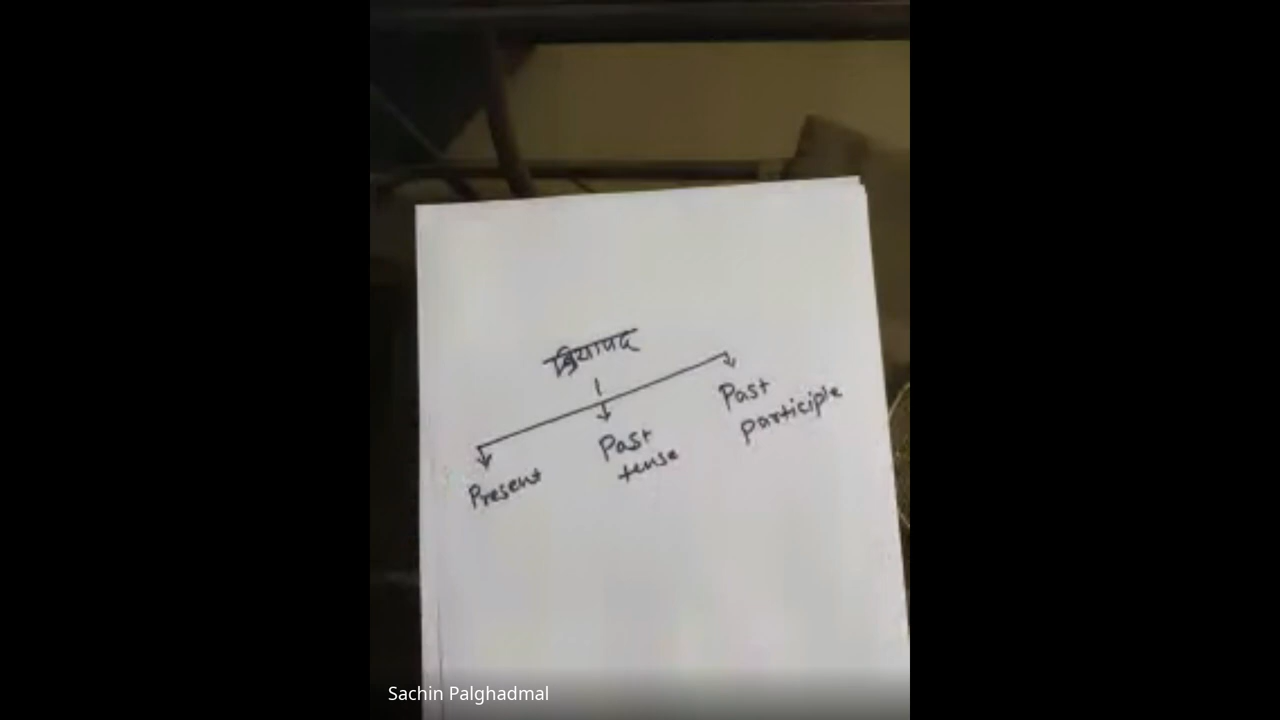 क्रियापद
Present
Past
tense
Past
participle
Sachin Palghadmal